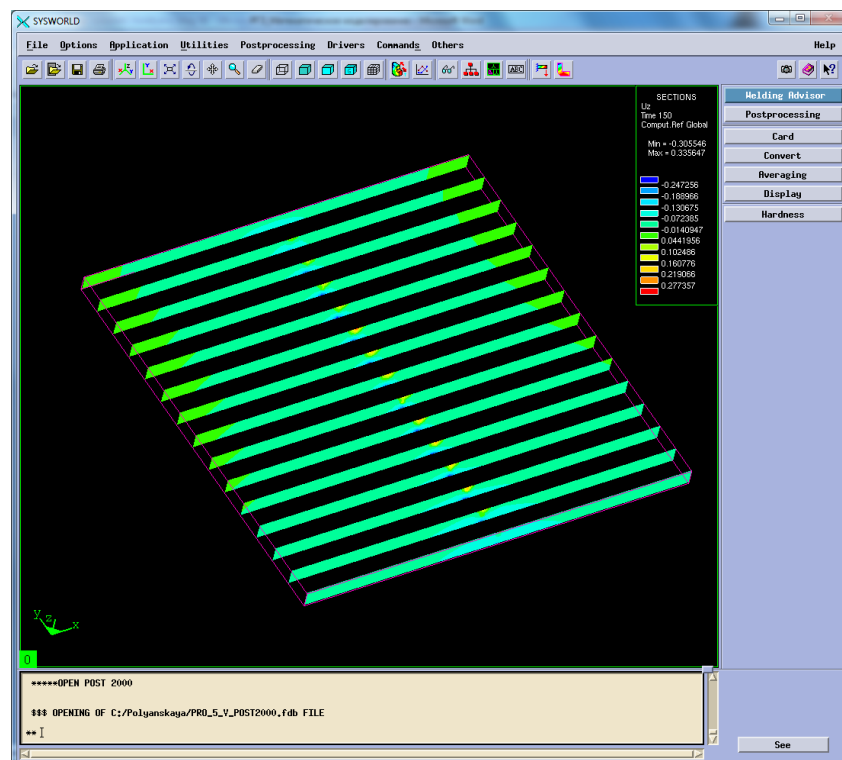 SYSWORLD
File Options Application Utilities Postprocessing Drivers Commands Others Help
ABC
SECTIONS
Uz
Time 150
Comput.Ref Global
Min = -0.305546
Max = 0.335647
-0.247256
-0.188966
-0.130675
-0.072385
-0.0140947
0.0441956
0.102486
0.160776
0.219066
0.277357
Welding Advisor
Postprocessing
Card
Convert
Averaging
Display
Hardness
y z x
0
*****OPEN POST 2000
$$$ OPENING OF C:/Polyanskaya/PRO_5_V_POST2000.fdb FILE
**
See